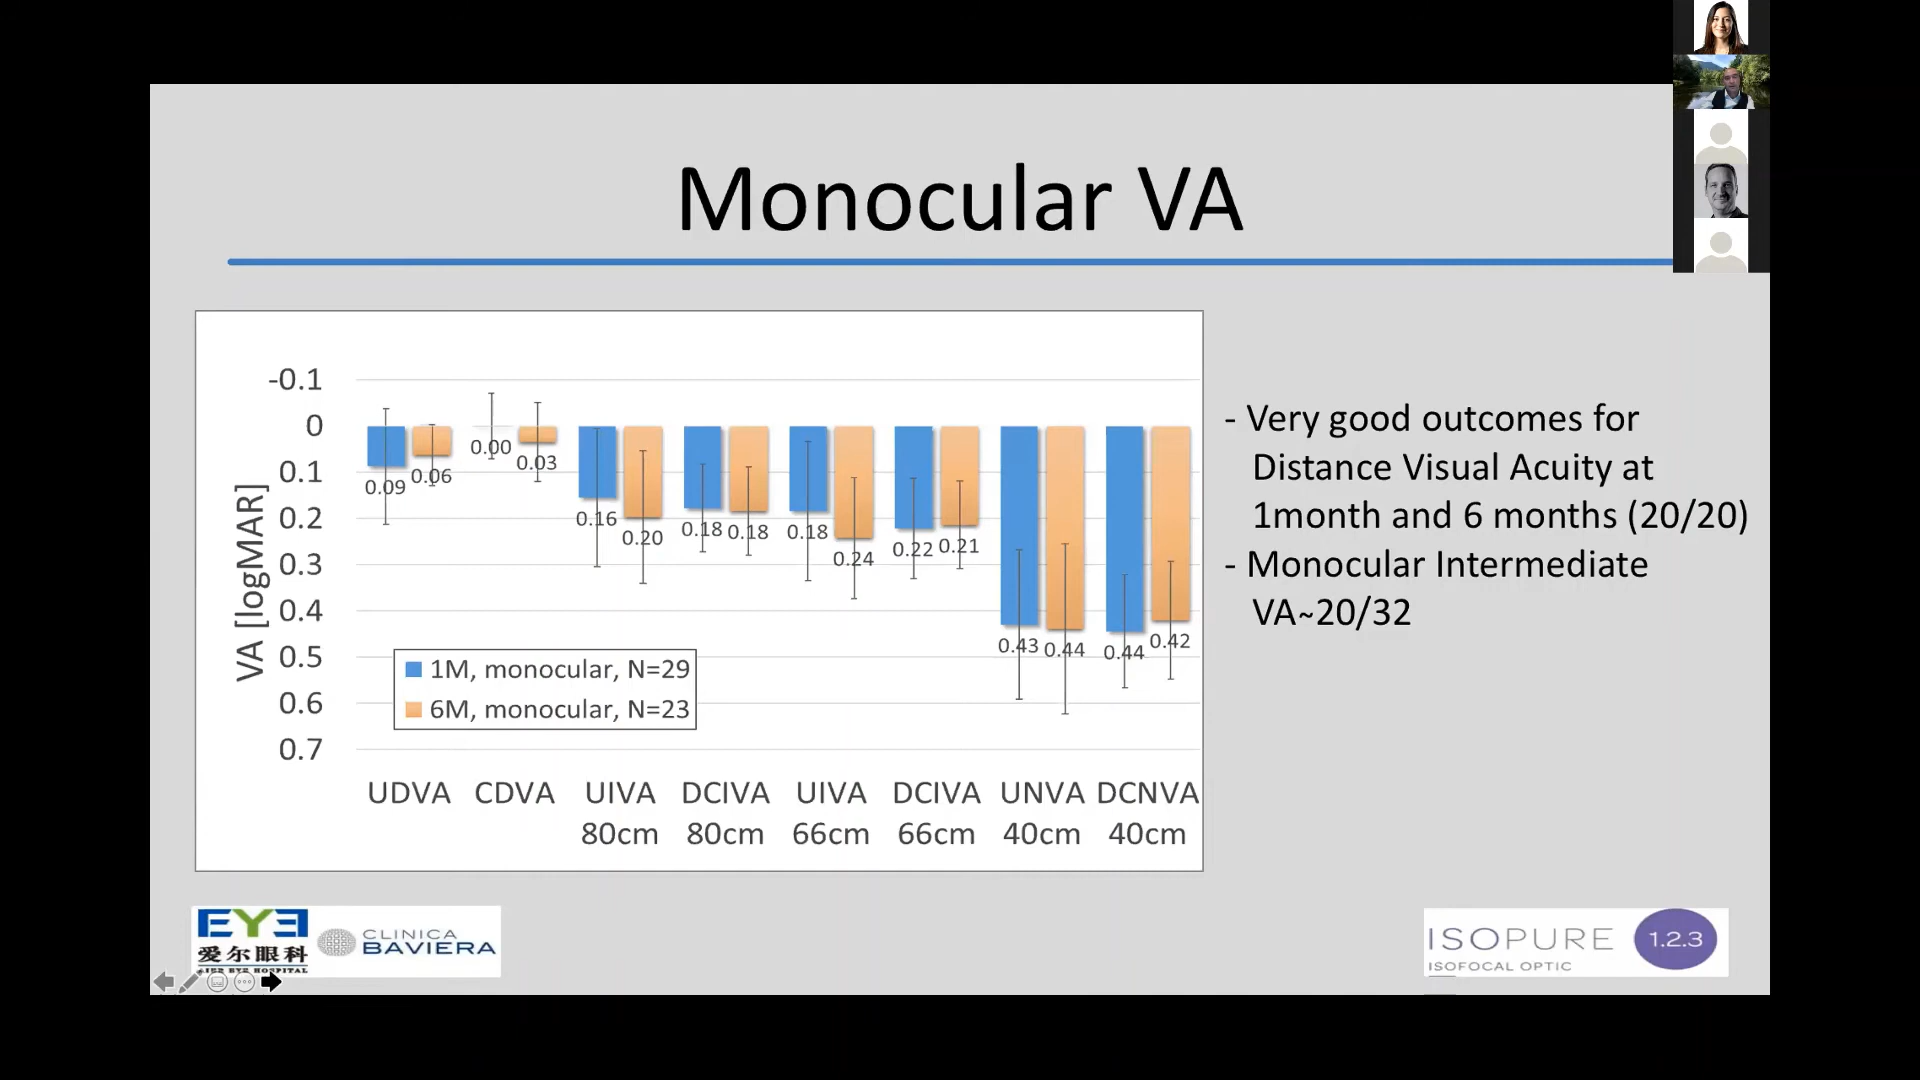 Monocular VA
-0.1
0
0.1
0.2
0.3
0.4
0.5
0.6
0.7
VA [logMAR]
0.09 0.06 0.00 0.03 0.16 0.20 0.18 0.18 0.18 0.24 0.22 0.21 0.43 0.44 0.44 0.42
1M, monocular, N=29
6M, monocular, N=23
UDVA CDVA UIVA DCIVA UIVA DCIVA UNVA DCNVA
80cm 80cm 66cm 66cm 40cm 40cm
- Very good outcomes for
Distance Visual Acuity at
1month and 6 months (20/20)
- Monocular Intermediate
VA~20/32
EYE
爱尔眼科
AIER EYE HOSPITAL
CLINICA
BAVIERA
ISOPURE 1.2.3
ISOFOCAL OPTIC